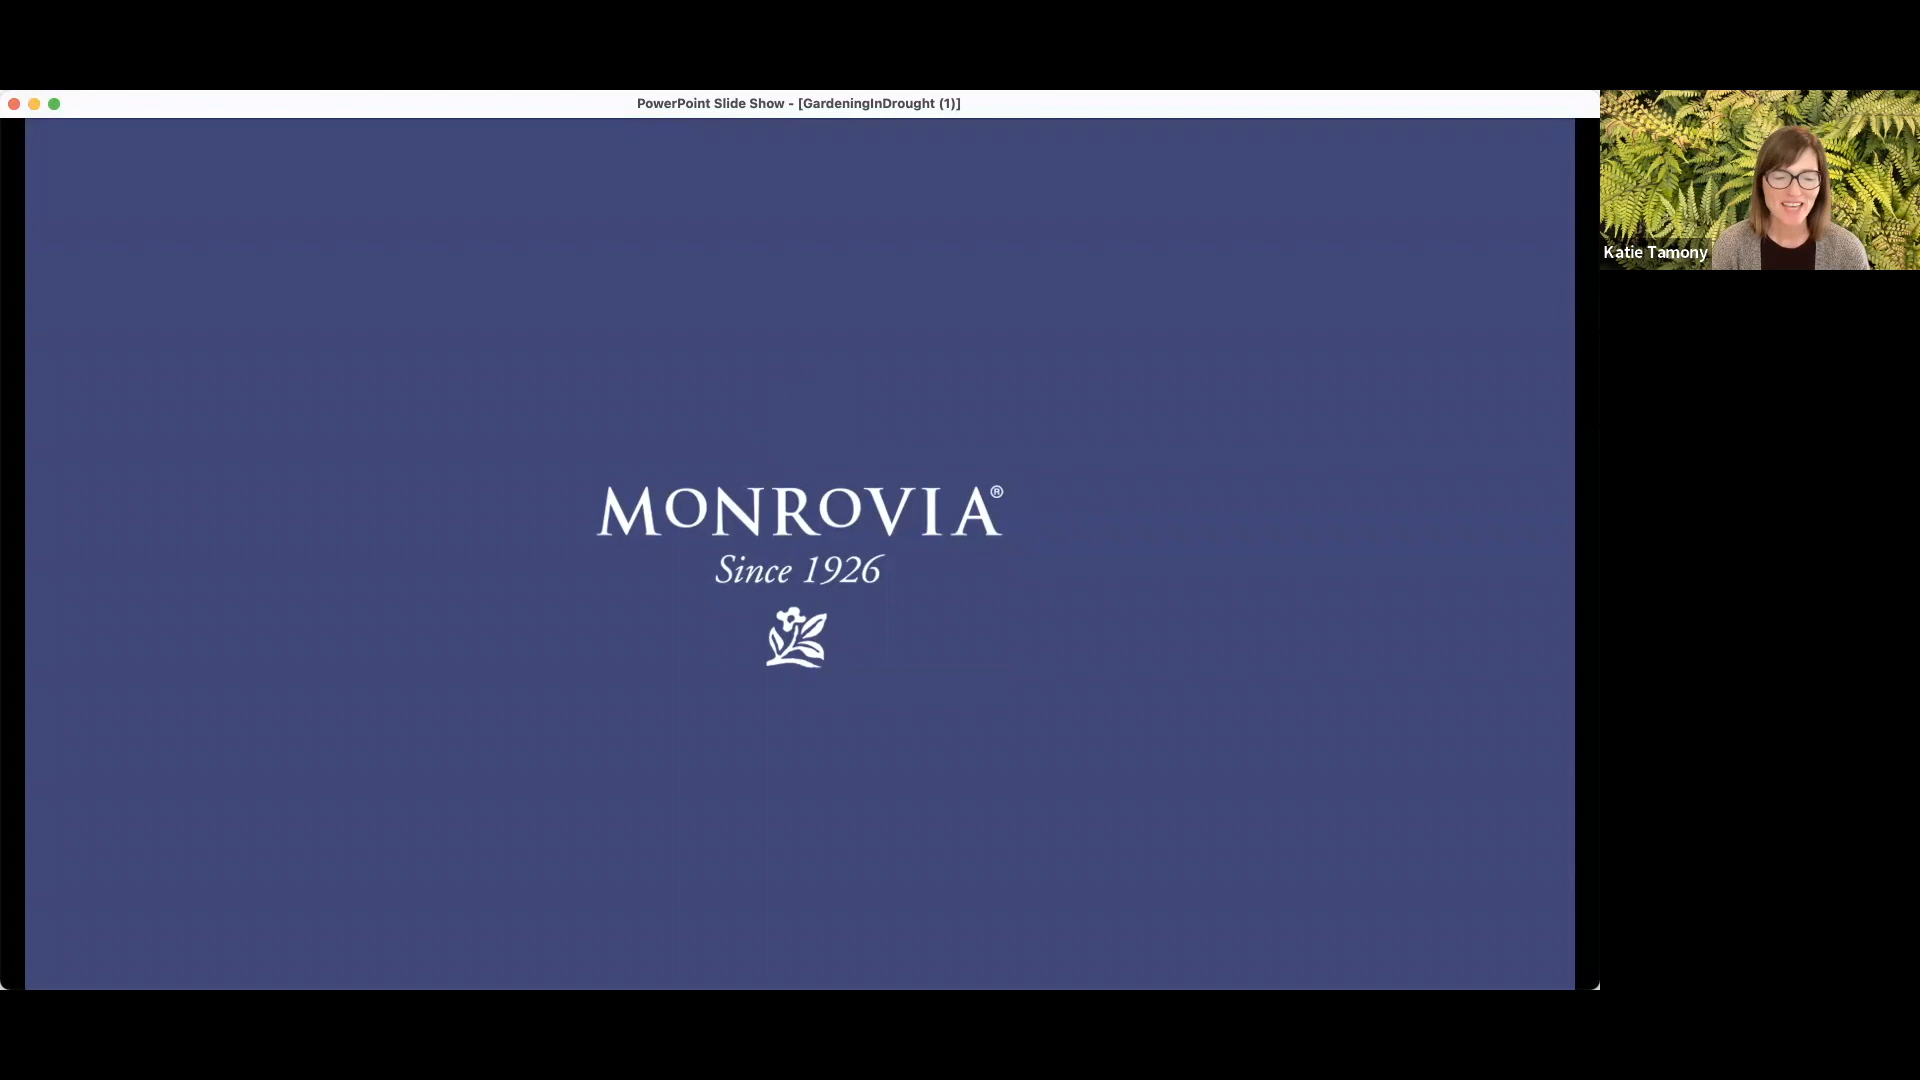 PowerPoint Slide Show - [GardeningInDrought (1)]
MONROVIA®
Since 1926
Katie Tamony